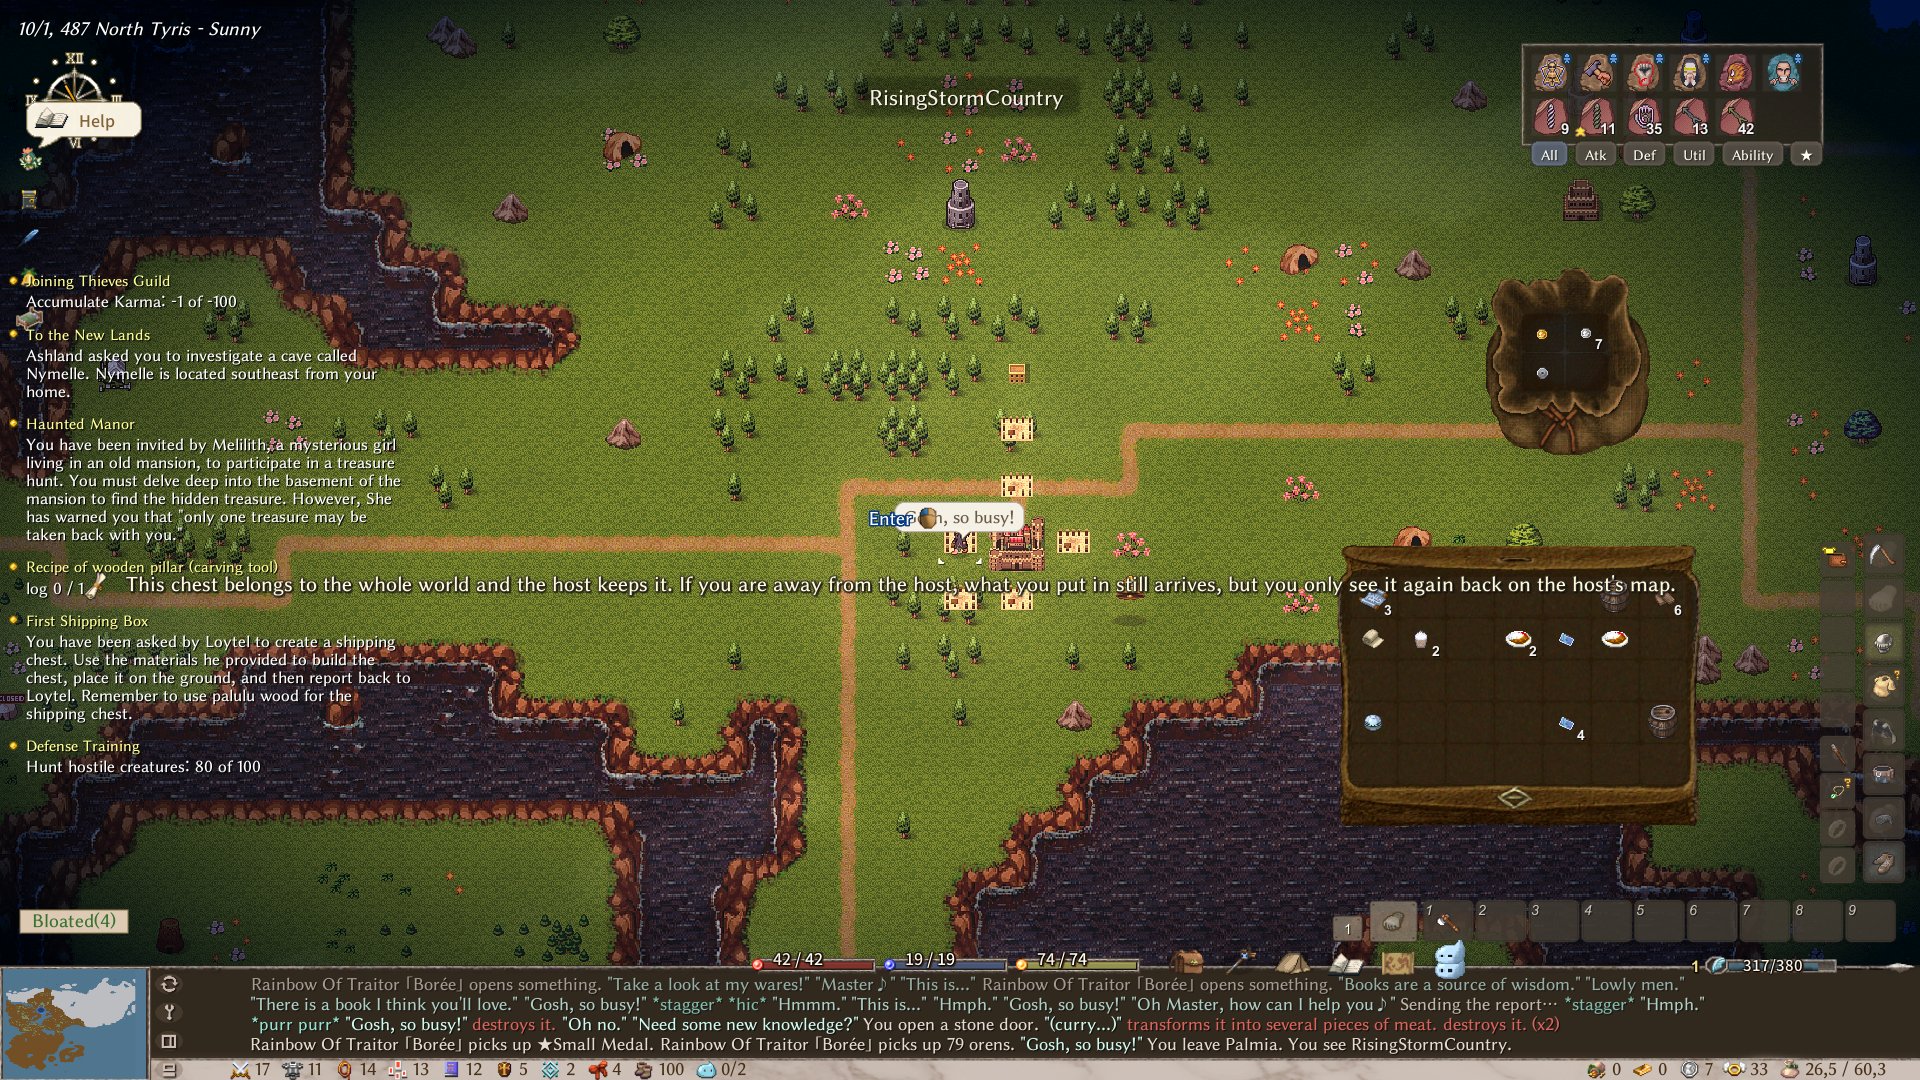 10/1, 487 North Tyris - Sunny
XII
III
VI
Help
RisingStormCountry
9
11
35
13
42
All
Atk
Def
Util
Ability
7
Joining Thieves Guild
Accumulate Karma: -1 of -100
To the New Lands
Ashland asked you to investigate a cave called
Nymelle. Nymelle is located southeast from your
home.
Haunted Manor
You have been invited by Melilith, a mysterious girl
living in an old mansion, to participate in a treasure
hunt. You must delve deep into the basement of the
mansion to find the hidden treasure. However, She
has warned you that "only one treasure may be
taken back with you."
Recipe of wooden pillar (carving tool)
log 0 / 1
First Shipping Box
You have been asked by Loytel to create a shipping
chest. Use the materials he provided to build the
chest, place it on the ground, and then report back to
Loytel. Remember to use palulu wood for the
shipping chest.
Defense Training
Hunt hostile creatures: 80 of 100
CLOSED
Enter
so busy!
This chest belongs to the whole world and the host keeps it. If you are away from the host, what you put in still arrives, but you only see it again back on the host's map.
3
6
2
2
4
Bloated(4)
1
1
2
3
4
5
6
7
8
9
42 / 42
19 / 19
74 / 74
1
317/380
Rainbow Of Traitor「Borée」opens something. "Take a look at my wares!" "Master♪" "This is..." Rainbow Of Traitor「Borée」opens something. "Books are a source of wisdom." "Lowly men."
"There is a book I think you'll love." "Gosh, so busy!" *stagger* *hic* "Hmmm." "This is..." "Hmph." "Gosh, so busy!" "Oh Master, how can I help you♪" Sending the report… *stagger* "Hmph."
*purr purr* "Gosh, so busy!" destroys it. "Oh no." "Need some new knowledge?" You open a stone door. "(curry...)" transforms it into several pieces of meat. destroys it. (x2)
Rainbow Of Traitor「Borée」picks up ★Small Medal. Rainbow Of Traitor「Borée」picks up 79 orens. "Gosh, so busy!" You leave Palmia. You see RisingStormCountry.
17
11
14
13
12
5
2
4
100
0/2
0
0
7
33
26,5 / 60,3